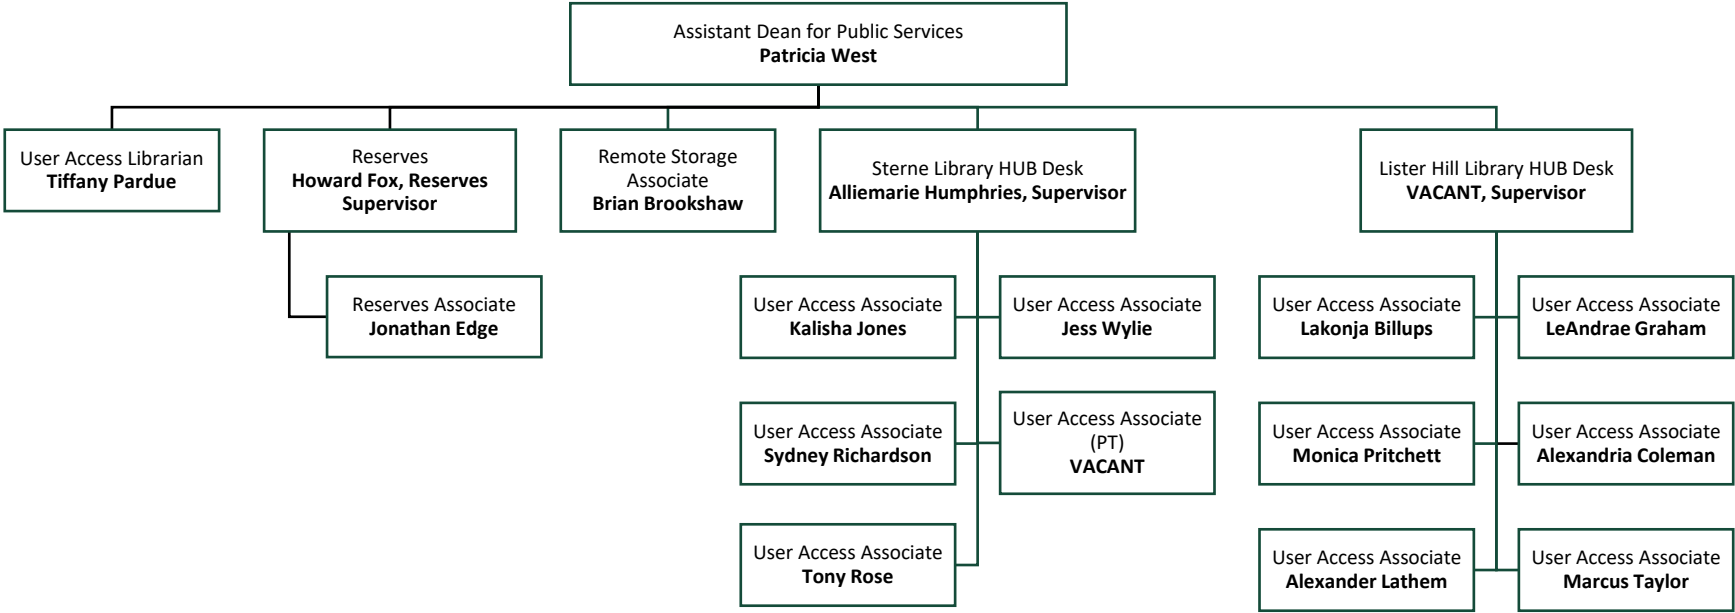 Assistant Dean for Public Services
Patricia West
User Access Librarian
Tiffany Pardue
Reserves
Howard Fox, Reserves
Supervisor
Remote Storage
Associate
Brian Brookshaw
Sterne Library HUB Desk
Alliemarie Humphries, Supervisor
Lister Hill Library HUB Desk
VACANT, Supervisor
Reserves Associate
Jonathan Edge
User Access Associate
Kalisha Jones
User Access Associate
Jess Wylie
User Access Associate
Lakonja Billups
User Access Associate
LeAndrae Graham
User Access Associate
Sydney Richardson
User Access Associate
(PT)
VACANT
User Access Associate
Monica Pritchett
User Access Associate
Alexandria Coleman
User Access Associate
Tony Rose
User Access Associate
Alexander Lathem
User Access Associate
Marcus Taylor